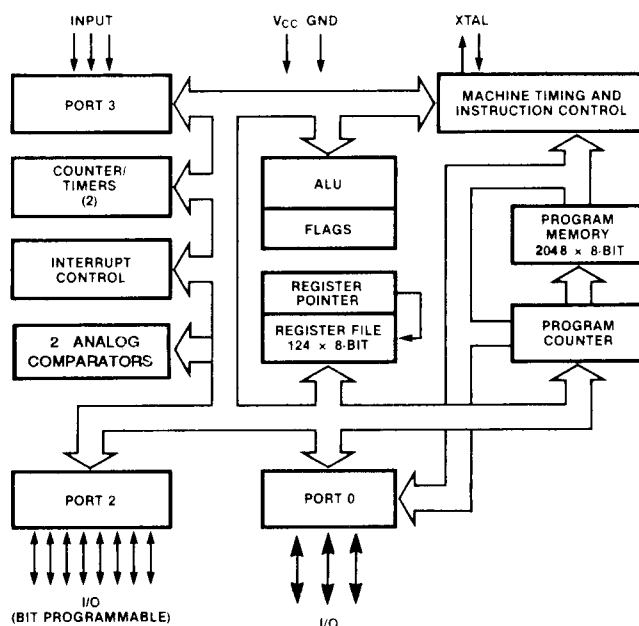 INPUT
VCC GND
XTAL
PORT 3
MACHINE TIMING AND
INSTRUCTION CONTROL
COUNTER/
TIMERS
(2)
ALU
FLAGS
PROGRAM
MEMORY
2048 × 8-BIT
INTERRUPT
CONTROL
REGISTER
POINTER
REGISTER FILE
124 × 8-BIT
PROGRAM
COUNTER
2 ANALOG
COMPARATORS
PORT 2
PORT 0
I/O
(BIT PROGRAMMABLE)
I/O